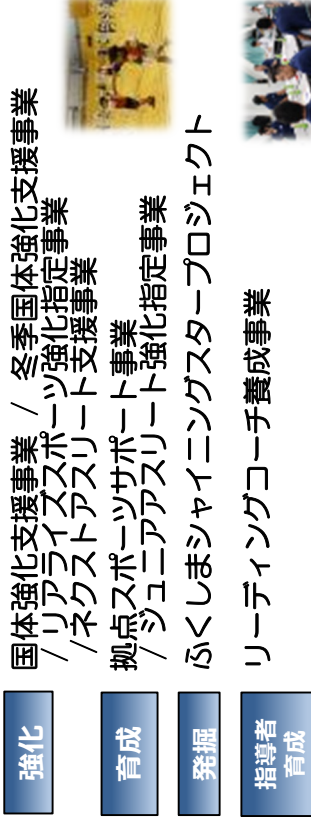 強化
国体強化支援事業 / 冬季国体強化支援事業
/ リアライズスポーツ強化指定事業
/ ネクストアスリート支援事業
育成
拠点スポーツサポート事業
/ ジュニアアスリート強化指定事業
発掘
ふくしまシャイニングスタープロジェクト
指導者
育成
リーディングコーチ養成事業